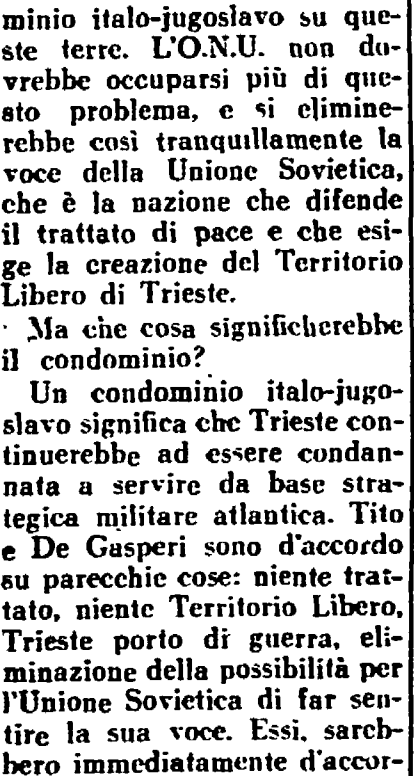 minio italo-jugoslavo su que-
ste terre. L'O.N.U. non do-
vrebbe occuparsi più di que-
sto problema, e si elimine-
rebbe così tranquillamente la
voce della Unione Sovietica,
che è la nazione che difende
il trattato di pace e che esi-
ge la creazione del Territorio
Libero di Trieste.
Ma che cosa significherebbe
il condominio?
Un condominio italo-jugo-
slavo significa che Trieste con-
tinuerebbe ad essere condan-
nata a servire da base stra-
tegica militare atlantica. Tito
e De Gasperi sono d'accordo
su parecchie cose: niente trat-
tato, niente Territorio Libero,
Trieste porto di guerra, eli-
minazione della possibilità per
l'Unione Sovietica di far sen-
tire la sua voce. Essi, sareb-
bero immediatamente d'accor-